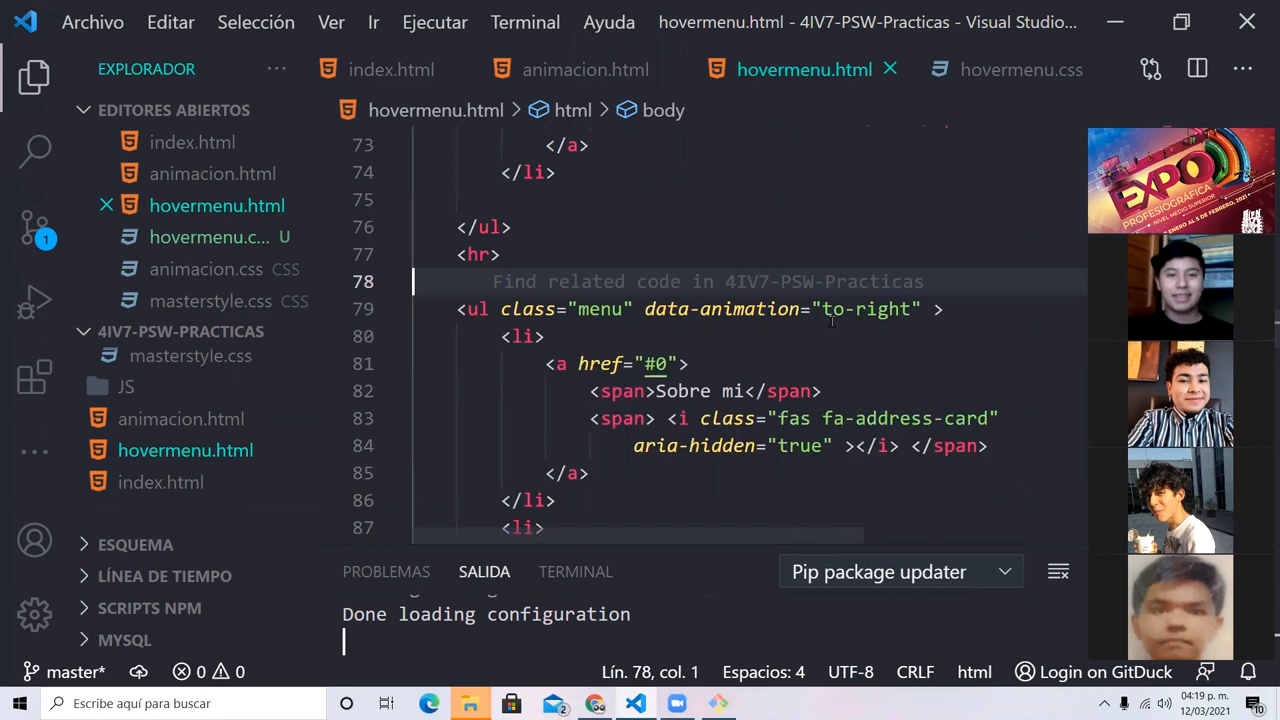 Archivo Editar Selección Ver Ir Ejecutar Terminal Ayuda hovermenu.html - 4IV7-PSW-Practicas - Visual Studio...
EXPLORADOR ... index.html animacion.html hovermenu.html hovermenu.css ...
EDITORES ABIERTOS
index.html
animacion.html
hovermenu.html
hovermenu.c... U
animacion.css CSS
masterstyle.css CSS
4IV7-PSW-PRACTICAS
masterstyle.css
JS
animacion.html
hovermenu.html
index.html
ESQUEMA
LÍNEA DE TIEMPO
SCRIPTS NPM
MYSQL
1
hovermenu.html > html > body
73 </a>
74 </li>
75
76 </ul>
77 <hr>
78 Find related code in 4IV7-PSW-Practicas
79 <ul class="menu" data-animation="to-right" >
80 <li>
81 <a href="#0">
82 <span>Sobre mi</span>
83 <span> <i class="fas fa-address-card"
84 aria-hidden="true" ></i> </span>
85 </a>
86 </li>
87 <li>
PROBLEMAS SALIDA TERMINAL Pip package updater
Done loading configuration
EXPO
PROFESIOGRÁFICA
NIVEL MEDIO SUPERIOR
master* 0 0 Lín. 78, col. 1 Espacios: 4 UTF-8 CRLF html Login on GitDuck
Escribe aquí para buscar
2
04:19 p. m.
12/03/2021
10